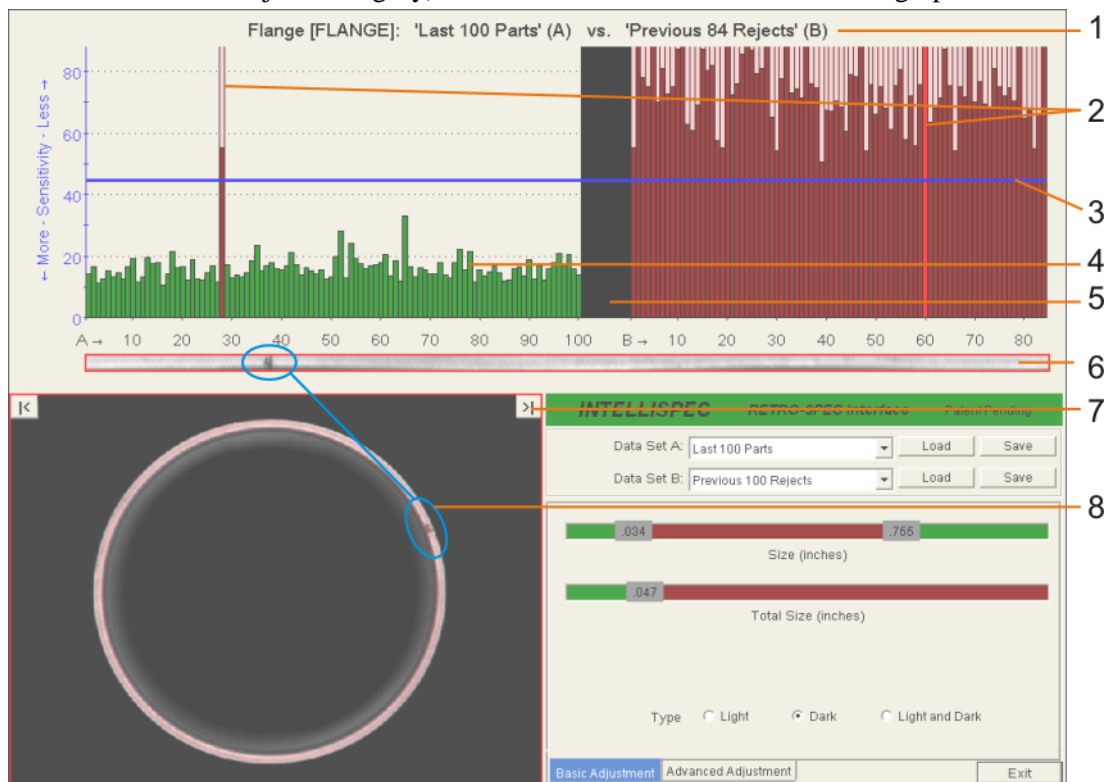 Flange [FLANGE]: 'Last 100 Parts' (A) vs. 'Previous 84 Rejects' (B)
1
2
3
4
5
6
7
8
← More - Sensitivity - Less →
80
60
40
20
0
A → 10 20 30 40 50 60 70 80 90 100 B → 10 20 30 40 50 60 70 80
|<
>|
INTELLISPEC RETRO-SPEC Interface Patent Pending
Data Set A: Last 100 Parts Load Save
Data Set B: Previous 100 Rejects Load Save
.034 .755
Size (inches)
.047
Total Size (inches)
Type Light Dark Light and Dark
Basic Adjustment Advanced Adjustment Exit